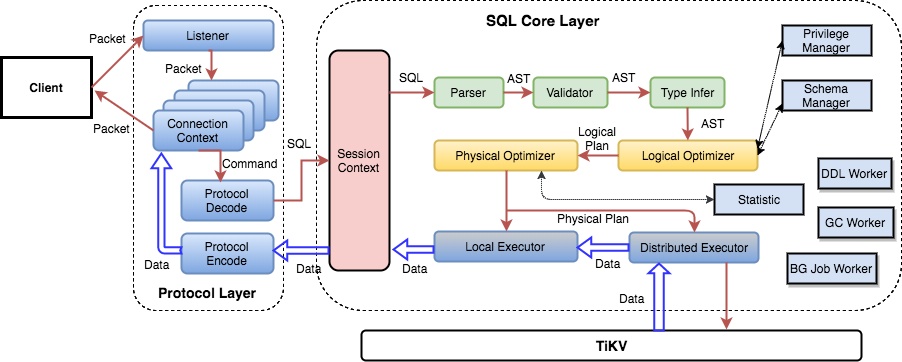 SQL Core Layer
Listener
Privilege
Manager
Packet
Packet
SQL
AST
AST
Client
Parser
Validator
Type Infer
Schema
Manager
Packet
Connection
Context
AST
Logical
Plan
SQL
Session
Context
Physical Optimizer
Logical Optimizer
Command
DDL Worker
Protocol
Decode
Statistic
Physical Plan
GC Worker
Protocol
Encode
Local Executor
Distributed Executor
Data
Data
Data
Data
BG Job Worker
Protocol Layer
Data
TiKV